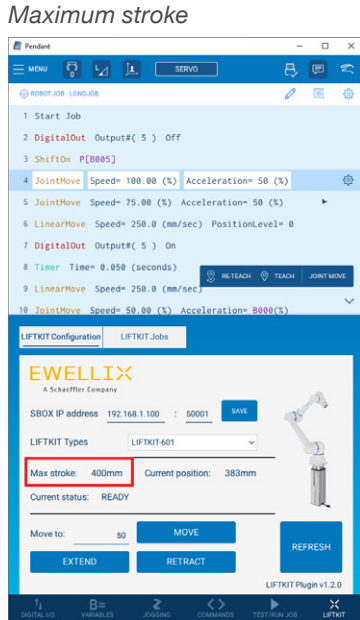 Maximum stroke
Pendant
MENU
SERVO
ROBOT JOB - LONGJOB
1 Start Job
2 DigitalOut Output#( 5 ) Off
3 ShiftOn P[B005]
4 JointMove Speed= 100.00 (%) Acceleration= 50 (%)
5 JointMove Speed= 75.00 (%) Acceleration= 50 (%)
6 LinearMove Speed= 250.0 (mm/sec) PositionLevel= 0
7 DigitalOut Output#( 5 ) On
8 Timer Time= 0.050 (seconds)
RE-TEACH TEACH JOINT MOVE
9 LinearMove Speed= 250.0 (mm/sec)
10 JointMove Speed= 50.00 (%) Acceleration= B000(%)
LIFTKIT Configuration LIFTKIT Jobs
EWELLIX
A Schaeffler Company
SBOX IP address 192.168.1.100 : 50001 SAVE
LIFTKIT Types LIFTKIT-601
Max stroke: 400mm Current position: 383mm
Current status: READY
Move to: 50 MOVE
EXTEND RETRACT REFRESH
LIFTKIT Plugin v1.2.0
DIGITAL I/O VARIABLES JOGGING COMMANDS TEST/RUN JOB LIFTKIT